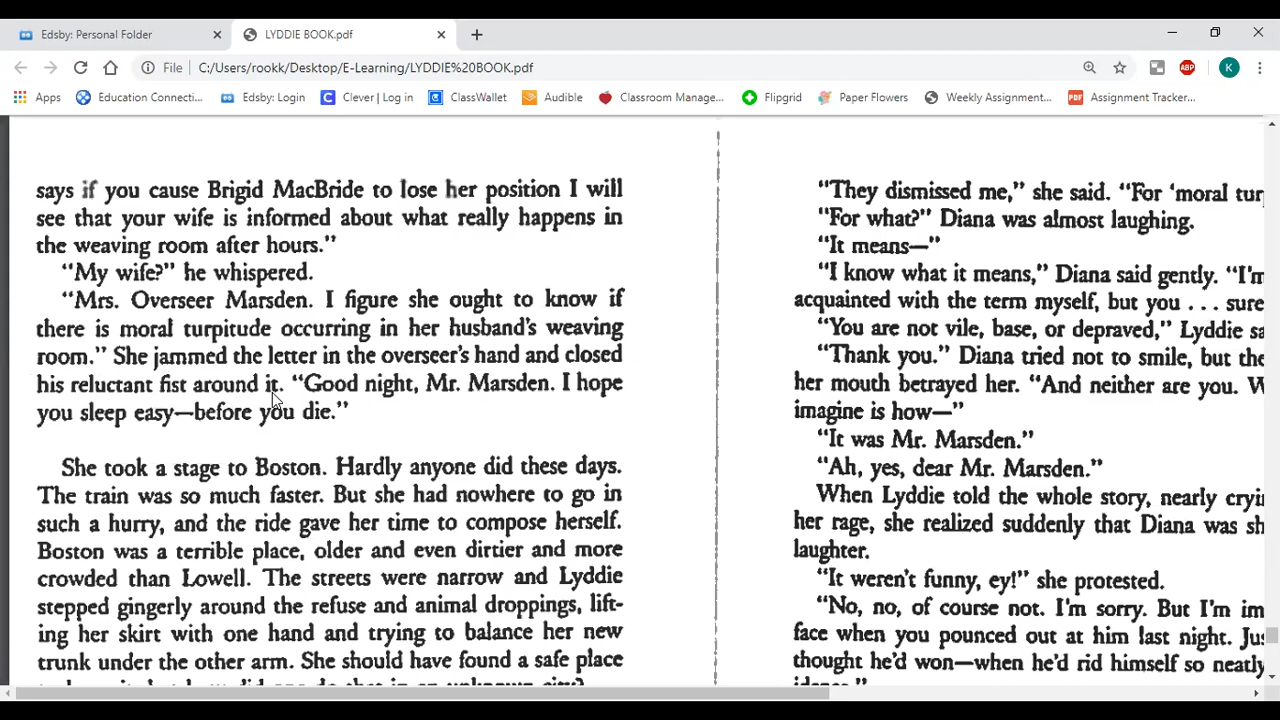 Edsby: Personal Folder
LYDDIE BOOK.pdf
File C:/Users/rookk/Desktop/E-Learning/LYDDIE%20BOOK.pdf
ABP
K
Apps Education Connecti... Edsby: Login Clever | Log in ClassWallet Audible Classroom Manage... Flipgrid Paper Flowers Weekly Assignment... PDF Assignment Tracker...
says if you cause Brigid MacBride to lose her position I will
see that your wife is informed about what really happens in
the weaving room after hours.”
“My wife?” he whispered.
“Mrs. Overseer Marsden. I figure she ought to know if
there is moral turpitude occurring in her husband’s weaving
room.” She jammed the letter in the overseer’s hand and closed
his reluctant fist around it. “Good night, Mr. Marsden. I hope
you sleep easy—before you die.”
She took a stage to Boston. Hardly anyone did these days.
The train was so much faster. But she had nowhere to go in
such a hurry, and the ride gave her time to compose herself.
Boston was a terrible place, older and even dirtier and more
crowded than Lowell. The streets were narrow and Lyddie
stepped gingerly around the refuse and animal droppings, lift-
ing her skirt with one hand and trying to balance her new
trunk under the other arm. She should have found a safe place
“They dismissed me,” she said. “For ‘moral tur
“For what?” Diana was almost laughing.
“It means—”
“I know what it means,” Diana said gently. “I’m
acquainted with the term myself, but you . . . sure
“You are not vile, base, or depraved,” Lyddie sa
“Thank you.” Diana tried not to smile, but the
her mouth betrayed her. “And neither are you. W
imagine is how—”
“It was Mr. Marsden.”
“Ah, yes, dear Mr. Marsden.”
When Lyddie told the whole story, nearly cryi
her rage, she realized suddenly that Diana was sh
laughter.
“It weren’t funny, ey!” she protested.
“No, no, of course not. I’m sorry. But I’m im
face when you pounced out at him last night. Jus
thought he’d won—when he’d rid himself so neatly